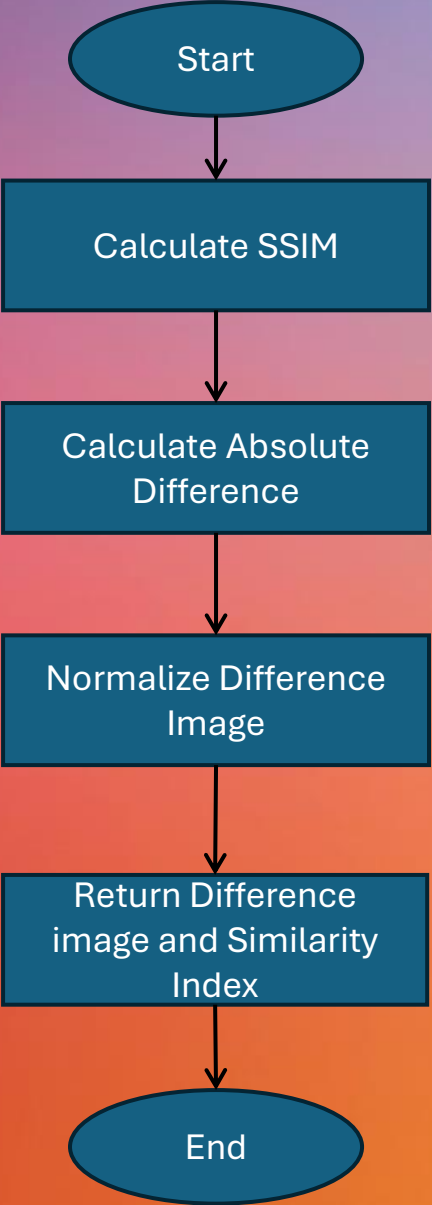 Start
Calculate SSIM
Calculate Absolute
Difference
Normalize Difference
Image
Return Difference
image and Similarity
Index
End